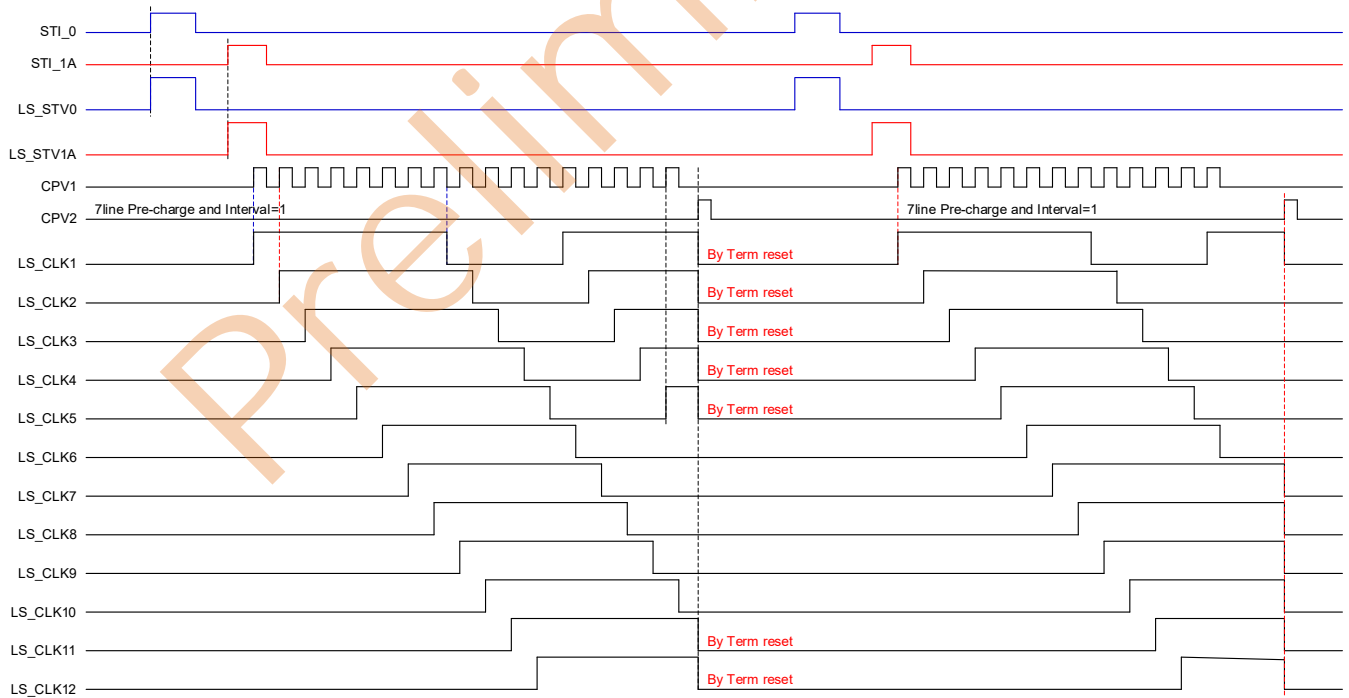 STI_0
STI_1A
LS_STV0
LS_STV1A
CPV1
CPV2
7line Pre-charge and Interval=1
7line Pre-charge and Interval=1
LS_CLK1
By Term reset
LS_CLK2
By Term reset
LS_CLK3
By Term reset
LS_CLK4
By Term reset
LS_CLK5
By Term reset
LS_CLK6
LS_CLK7
LS_CLK8
LS_CLK9
LS_CLK10
LS_CLK11
By Term reset
LS_CLK12
By Term reset
Prelim